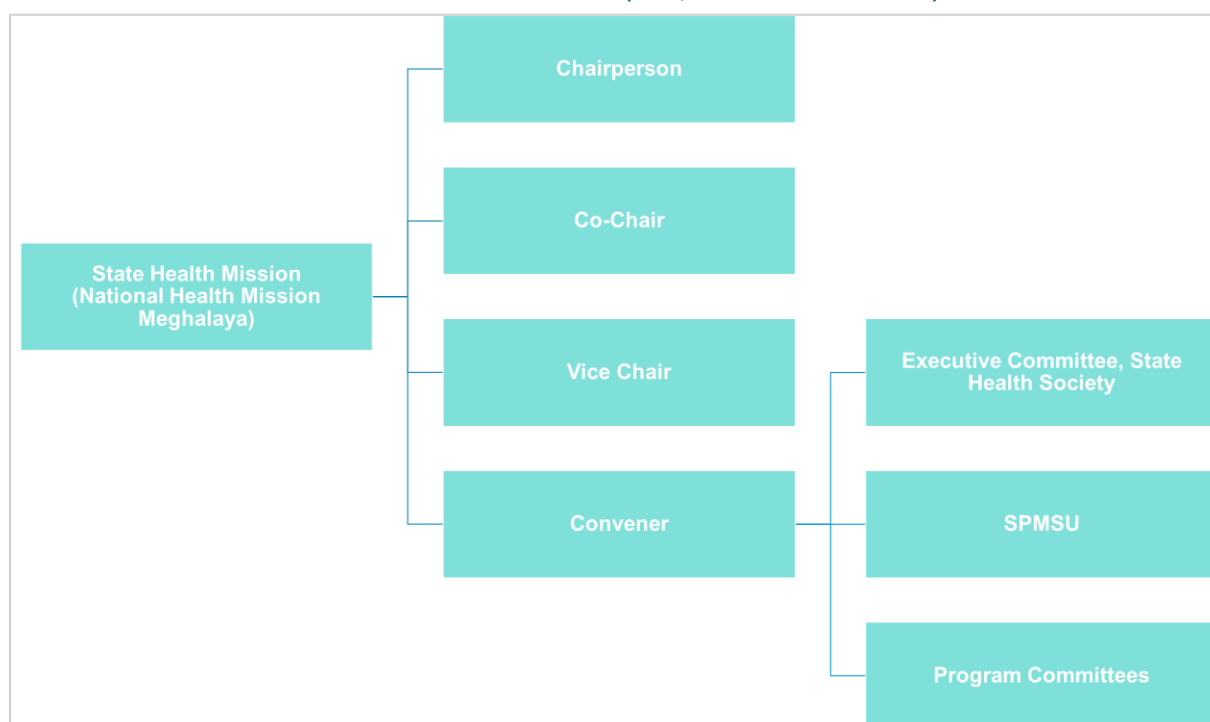 Chairperson
Co-Chair
State Health Mission
(National Health Mission
Meghalaya)
Vice Chair
Executive Committee, State
Health Society
Convener
SPMSU
Program Committees